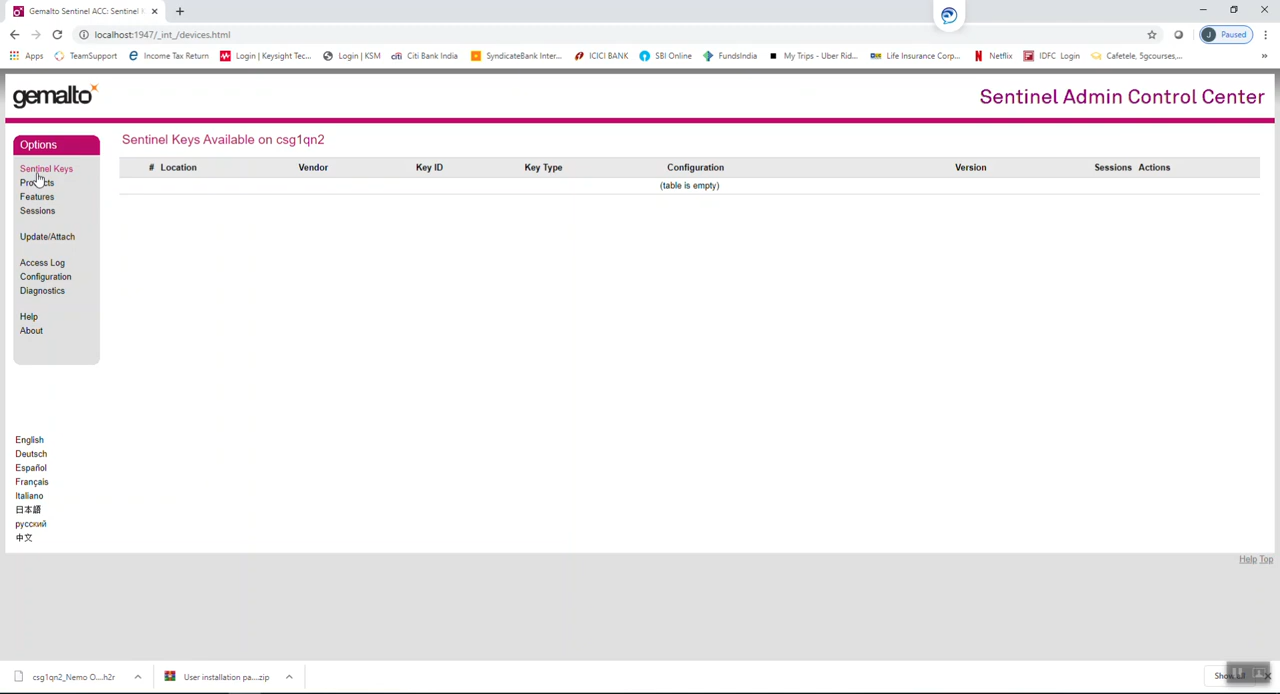 Gemalto Sentinel ACC: Sentinel K
localhost:1947/_int_/devices.html
J Paused
Apps TeamSupport Income Tax Return Login | Keysight Tec... Login | KSM citi Citi Bank India SyndicateBank Inter... ICICI BANK SBI Online FundsIndia My Trips - Uber Rid... Life Insurance Corp... Netflix IDFC Login Cafetele, 5gcourses,... »
gemalto
Sentinel Admin Control Center
Options
Sentinel Keys
Products
Features
Sessions
Update/Attach
Access Log
Configuration
Diagnostics
Help
About
Sentinel Keys Available on csg1qn2
# Location Vendor Key ID Key Type Configuration Version Sessions Actions
(table is empty)
English
Deutsch
Español
Français
Italiano
日本語
русский
中文
Help Top
csg1qn2_Nemo O....h2r User installation pa....zip Show all